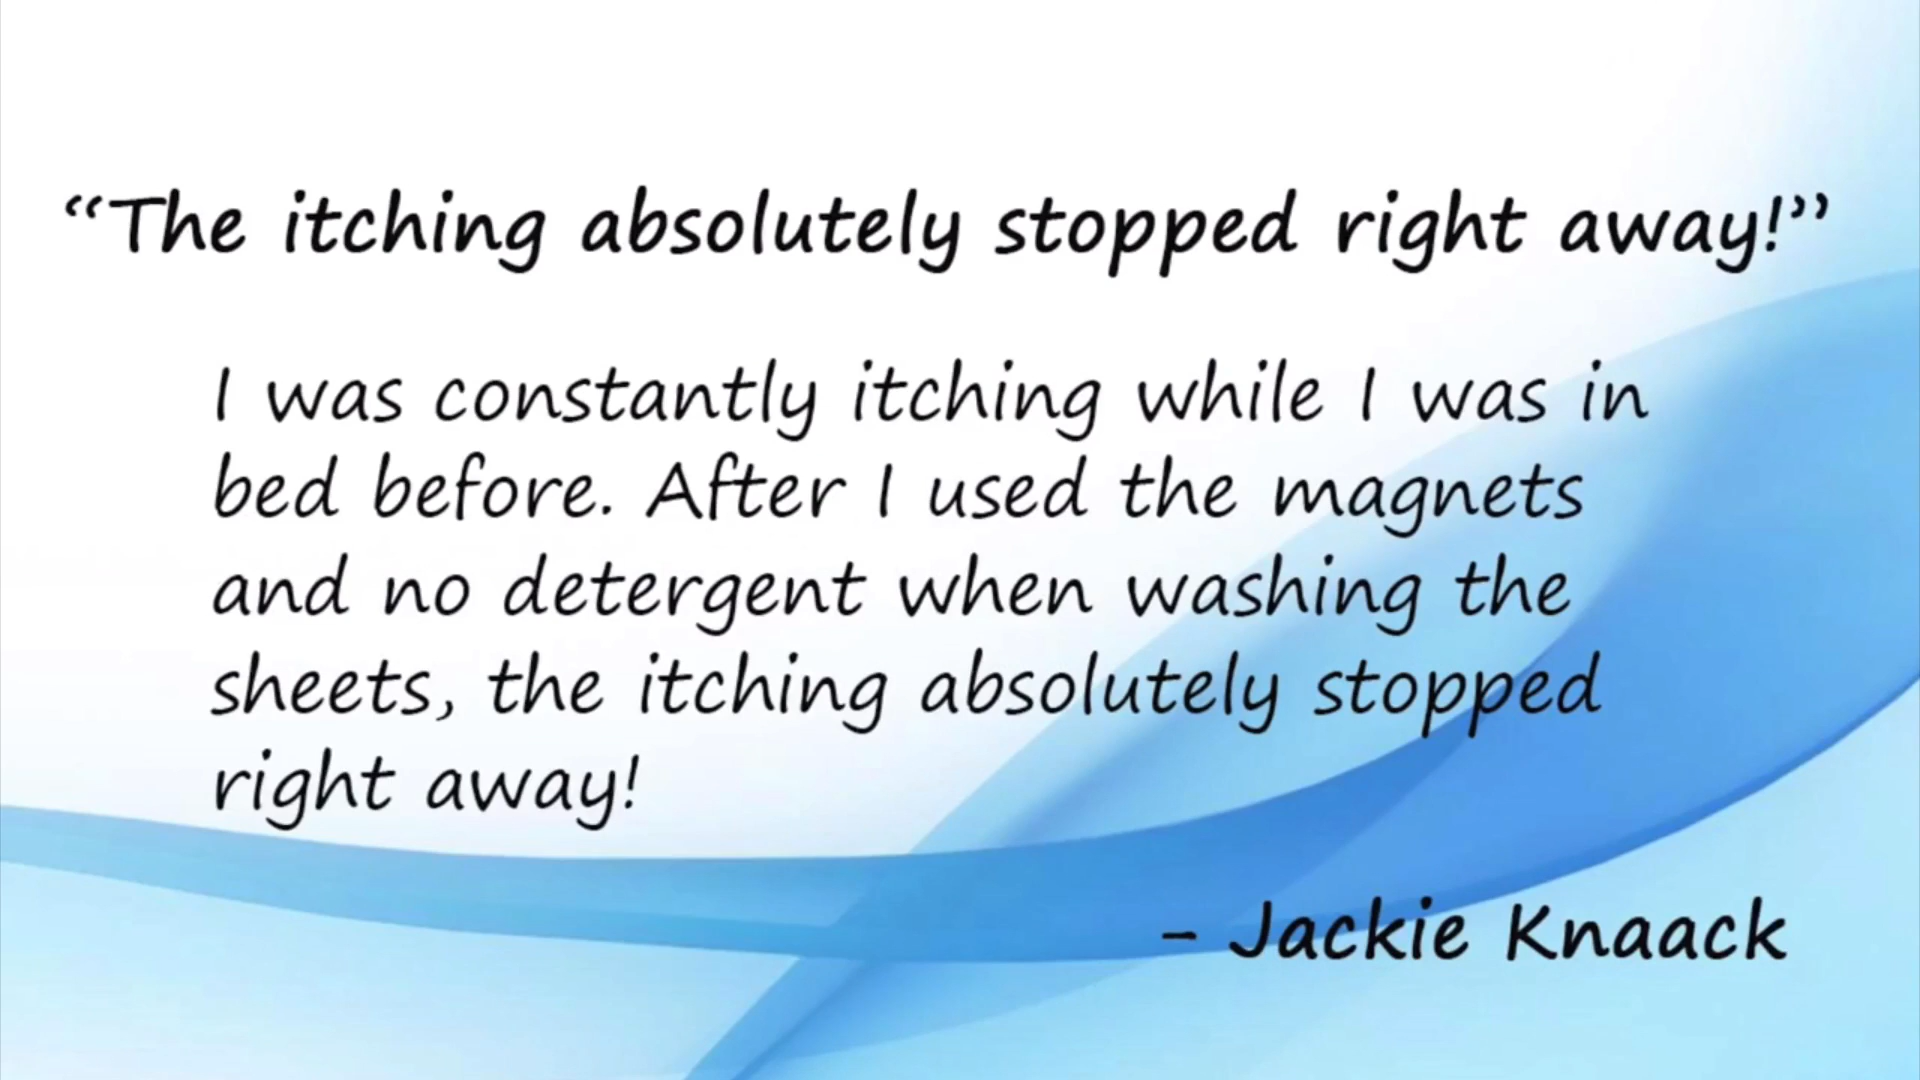 “The itching absolutely stopped right away!”
I was constantly itching while I was in
bed before. After I used the magnets
and no detergent when washing the
sheets, the itching absolutely stopped
right away!
- Jackie Knaack